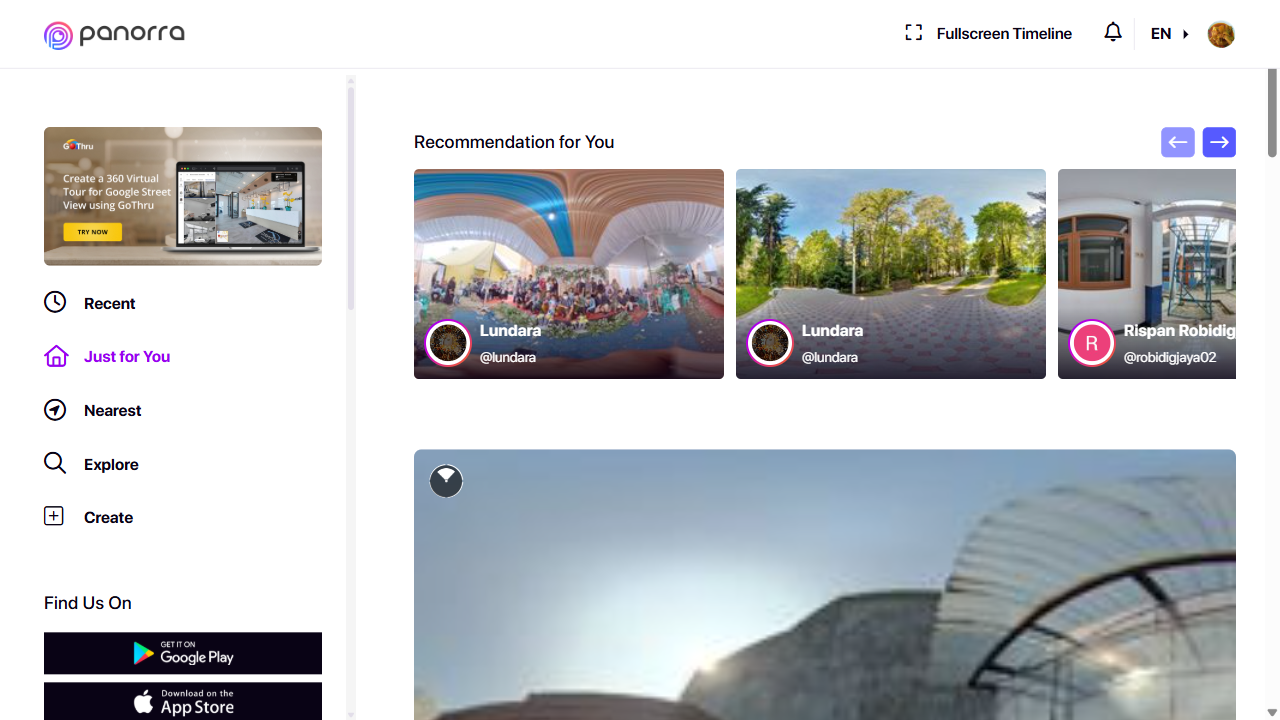 panorra
Fullscreen Timeline
EN
GoThru
Create a 360 Virtual
Tour for Google Street
View using GoThru
TRY NOW
Recent
Just for You
Nearest
Explore
Create
Find Us On
GET IT ON
Google Play
Download on the
App Store
Recommendation for You
Lundara
@lundara
Lundara
@lundara
R
Rispan Robidig
@robidigjaya02